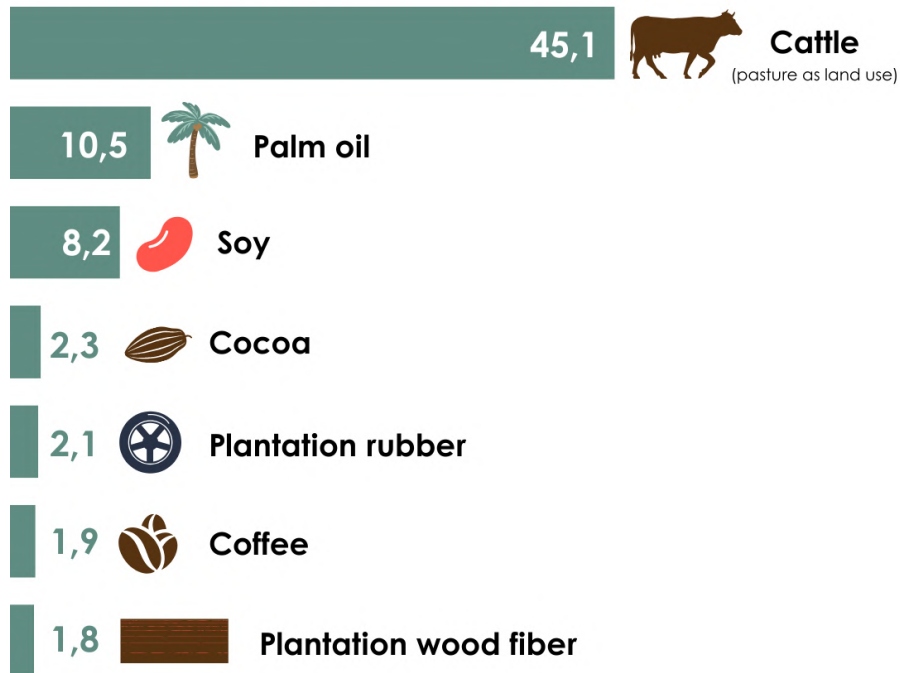 45,1 Cattle
(pasture as land use)
10,5 Palm oil
8,2 Soy
2,3 Cocoa
2,1 Plantation rubber
1,9 Coffee
1,8 Plantation wood fiber